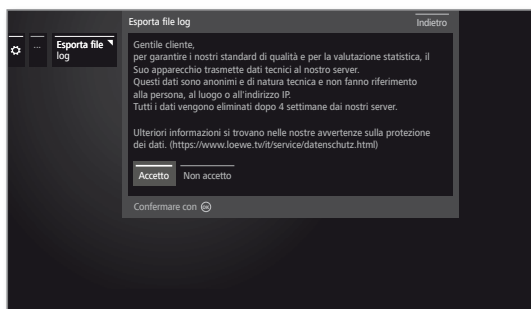 Esporta file log
Indietro
...
Esporta file
log
Gentile cliente,
per garantire i nostri standard di qualità e per la valutazione statistica, il
Suo apparecchio trasmette dati tecnici al nostro server.
Questi dati sono anonimi e di natura tecnica e non fanno riferimento
alla persona, al luogo o all'indirizzo IP.
Tutti i dati vengono eliminati dopo 4 settimane dai nostri server.
Ulteriori informazioni si trovano nelle nostre avvertenze sulla protezione
dei dati. (https://www.loewe.tv/it/service/datenschutz.html)
Accetto
Non accetto
Confermare con OK